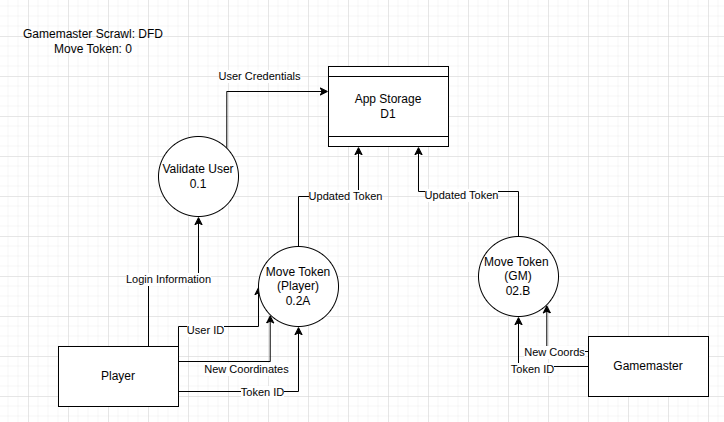 Gamemaster Scrawl: DFD
Move Token: 0
User Credentials
App Storage
D1
Validate User
0.1
Updated Token
Updated Token
Move Token
(Player)
0.2A
Move Token
(GM)
02.B
Login Information
User ID
New Coordinates
Token ID
Player
New Coords
Token ID
Gamemaster